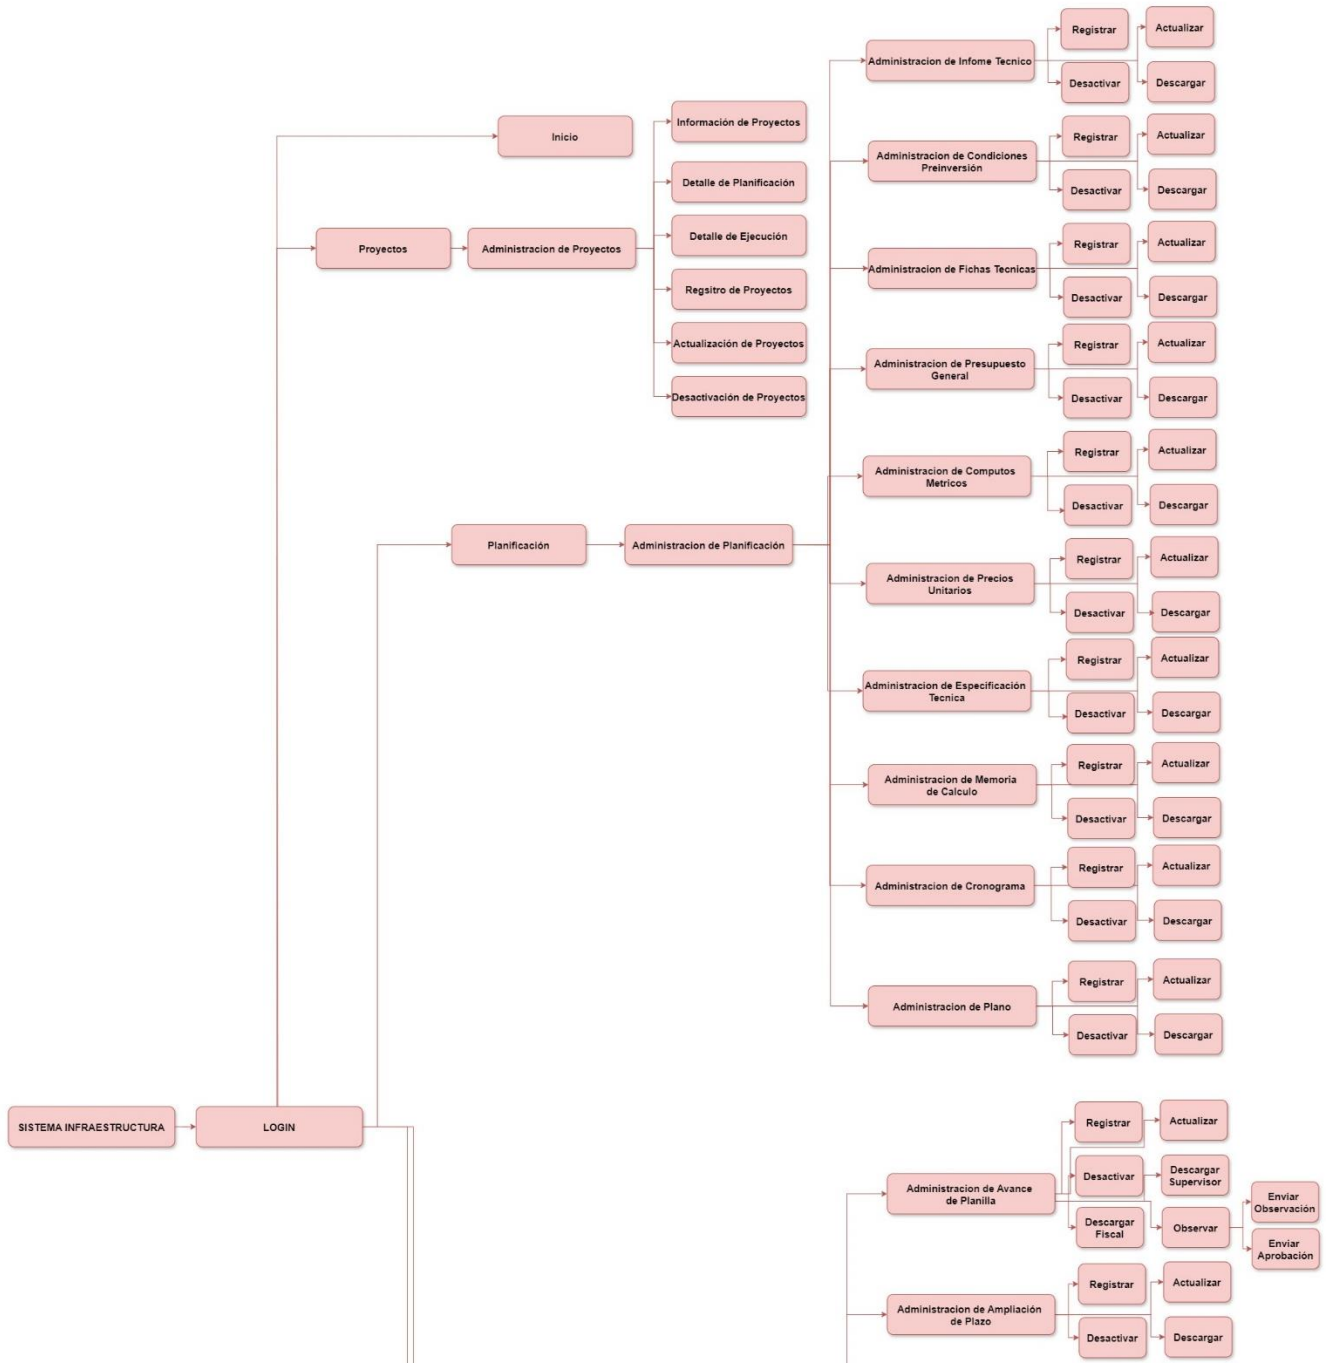 Registrar
Actualizar
Administracion de Infome Tecnico
Desactivar
Descargar
Información de Proyectos
Inicio
Registrar
Actualizar
Administracion de Condiciones
Preinversión
Desactivar
Descargar
Detalle de Planificación
Detalle de Ejecución
Proyectos
Administracion de Proyectos
Registrar
Actualizar
Administracion de Fichas Tecnicas
Desactivar
Descargar
Regsitro de Proyectos
Actualización de Proyectos
Desactivación de Proyectos
Registrar
Actualizar
Administracion de Presupuesto
General
Desactivar
Descargar
Registrar
Actualizar
Administracion de Computos
Metricos
Desactivar
Descargar
Planificación
Administracion de Planificación
Registrar
Actualizar
Administracion de Precios
Unitarios
Desactivar
Descargar
Registrar
Actualizar
Administracion de Especificación
Tecnica
Desactivar
Descargar
Registrar
Actualizar
Administracion de Memoria
de Calculo
Desactivar
Descargar
Registrar
Actualizar
Administracion de Cronograma
Desactivar
Descargar
Registrar
Actualizar
Administracion de Plano
Desactivar
Descargar
SISTEMA INFRAESTRUCTURA
LOGIN
Registrar
Actualizar
Administracion de Avance
de Planilla
Desactivar
Descargar
Supervisor
Descargar
Fiscal
Observar
Enviar
Observación
Enviar
Aprobación
Registrar
Actualizar
Administracion de Ampliación
de Plazo
Desactivar
Descargar